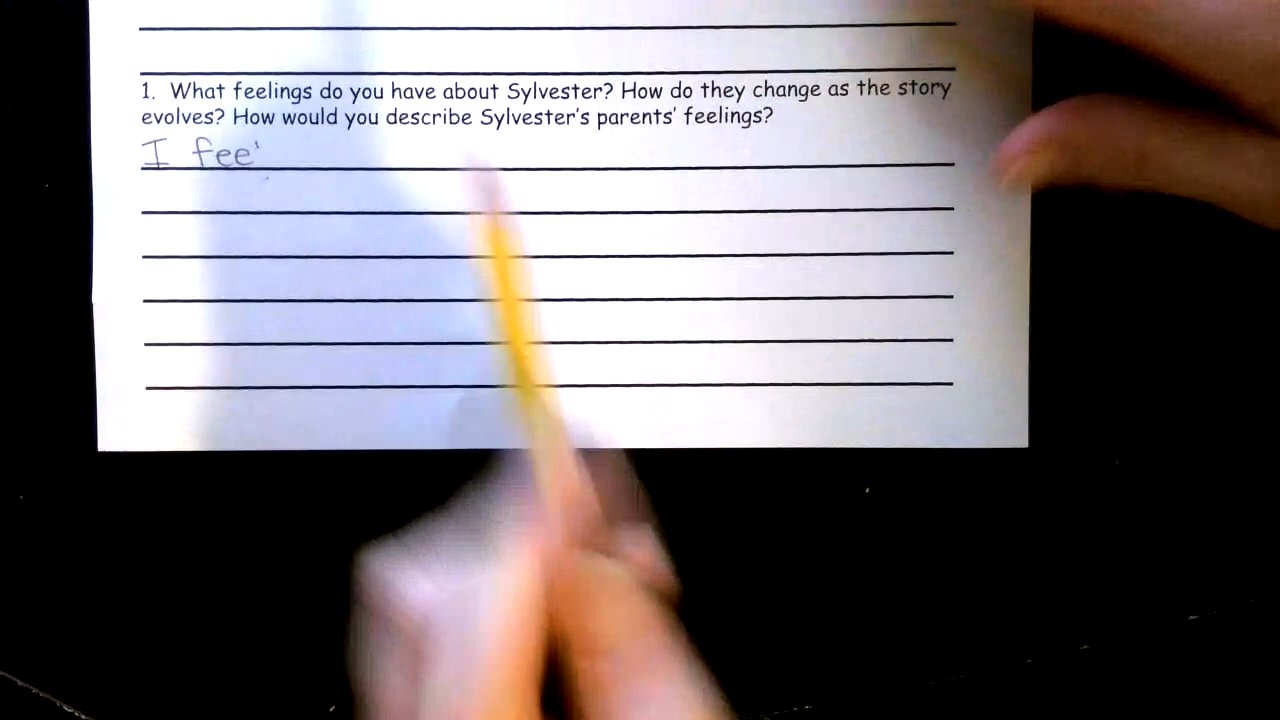 1. What feelings do you have about Sylvester? How do they change as the story
evolves? How would you describe Sylvester's parents' feelings?
I fee'